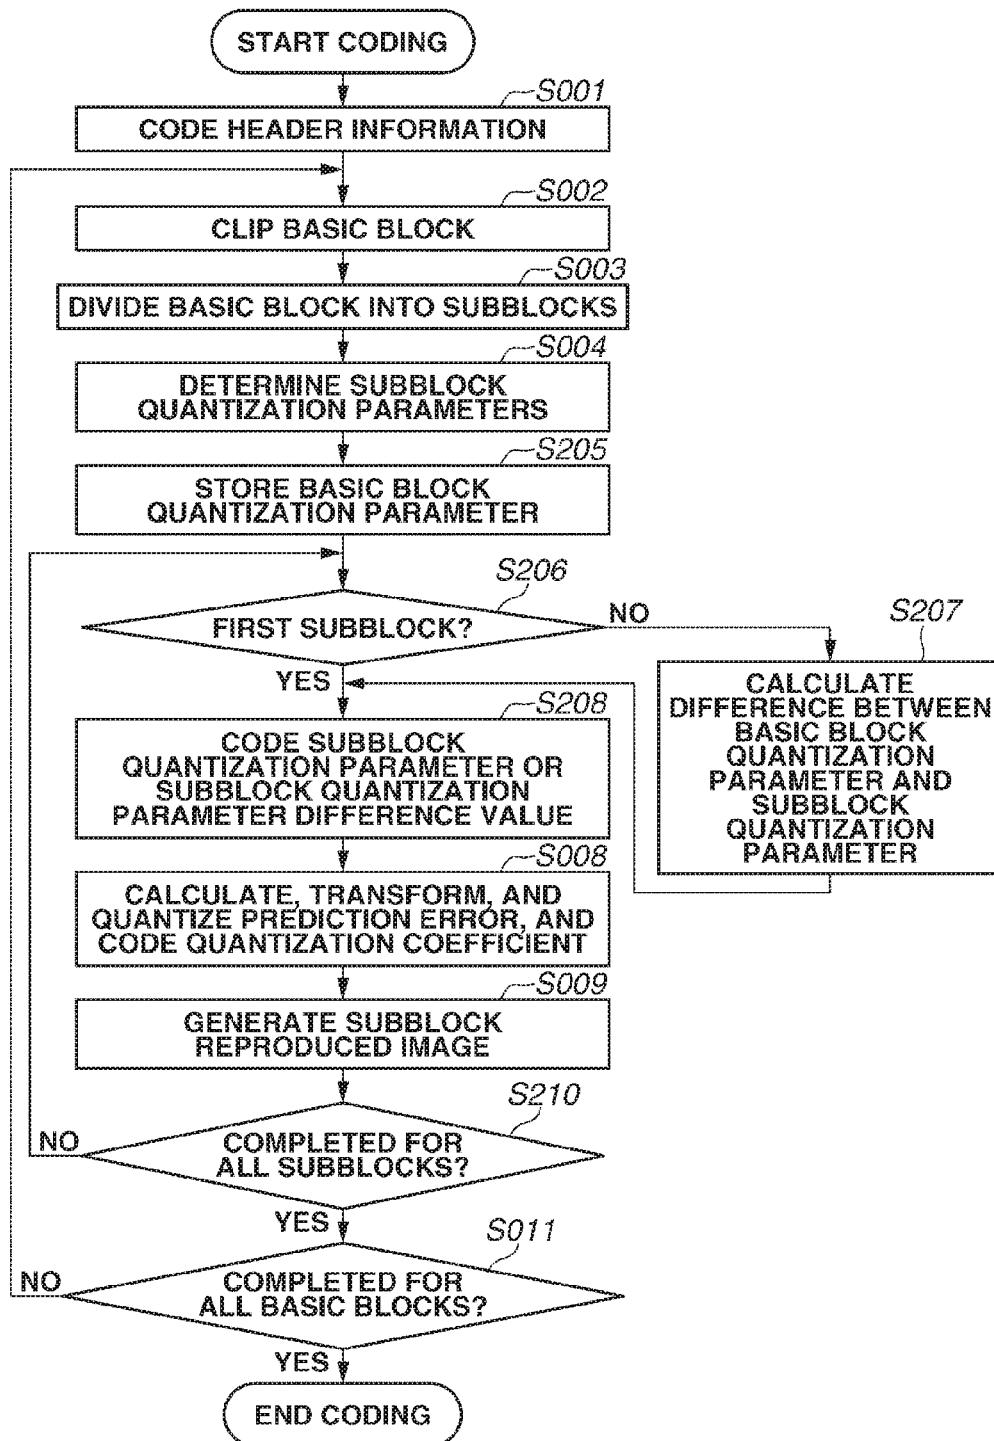 START CODING
S001
CODE HEADER INFORMATION
S002
CLIP BASIC BLOCK
S003
DIVIDE BASIC BLOCK INTO SUBBLOCKS
S004
DETERMINE SUBBLOCK
QUANTIZATION PARAMETERS
S205
STORE BASIC BLOCK
QUANTIZATION PARAMETER
S206
FIRST SUBBLOCK?
NO
YES
S207
CALCULATE
DIFFERENCE BETWEEN
BASIC BLOCK
QUANTIZATION
PARAMETER AND
SUBBLOCK
QUANTIZATION
PARAMETER
S208
CODE SUBBLOCK
QUANTIZATION PARAMETER OR
SUBBLOCK QUANTIZATION
PARAMETER DIFFERENCE VALUE
S008
CALCULATE, TRANSFORM, AND
QUANTIZE PREDICTION ERROR, AND
CODE QUANTIZATION COEFFICIENT
S009
GENERATE SUBBLOCK
REPRODUCED IMAGE
S210
NO
COMPLETED FOR
ALL SUBBLOCKS?
YES
S011
NO
COMPLETED FOR
ALL BASIC BLOCKS?
YES
END CODING